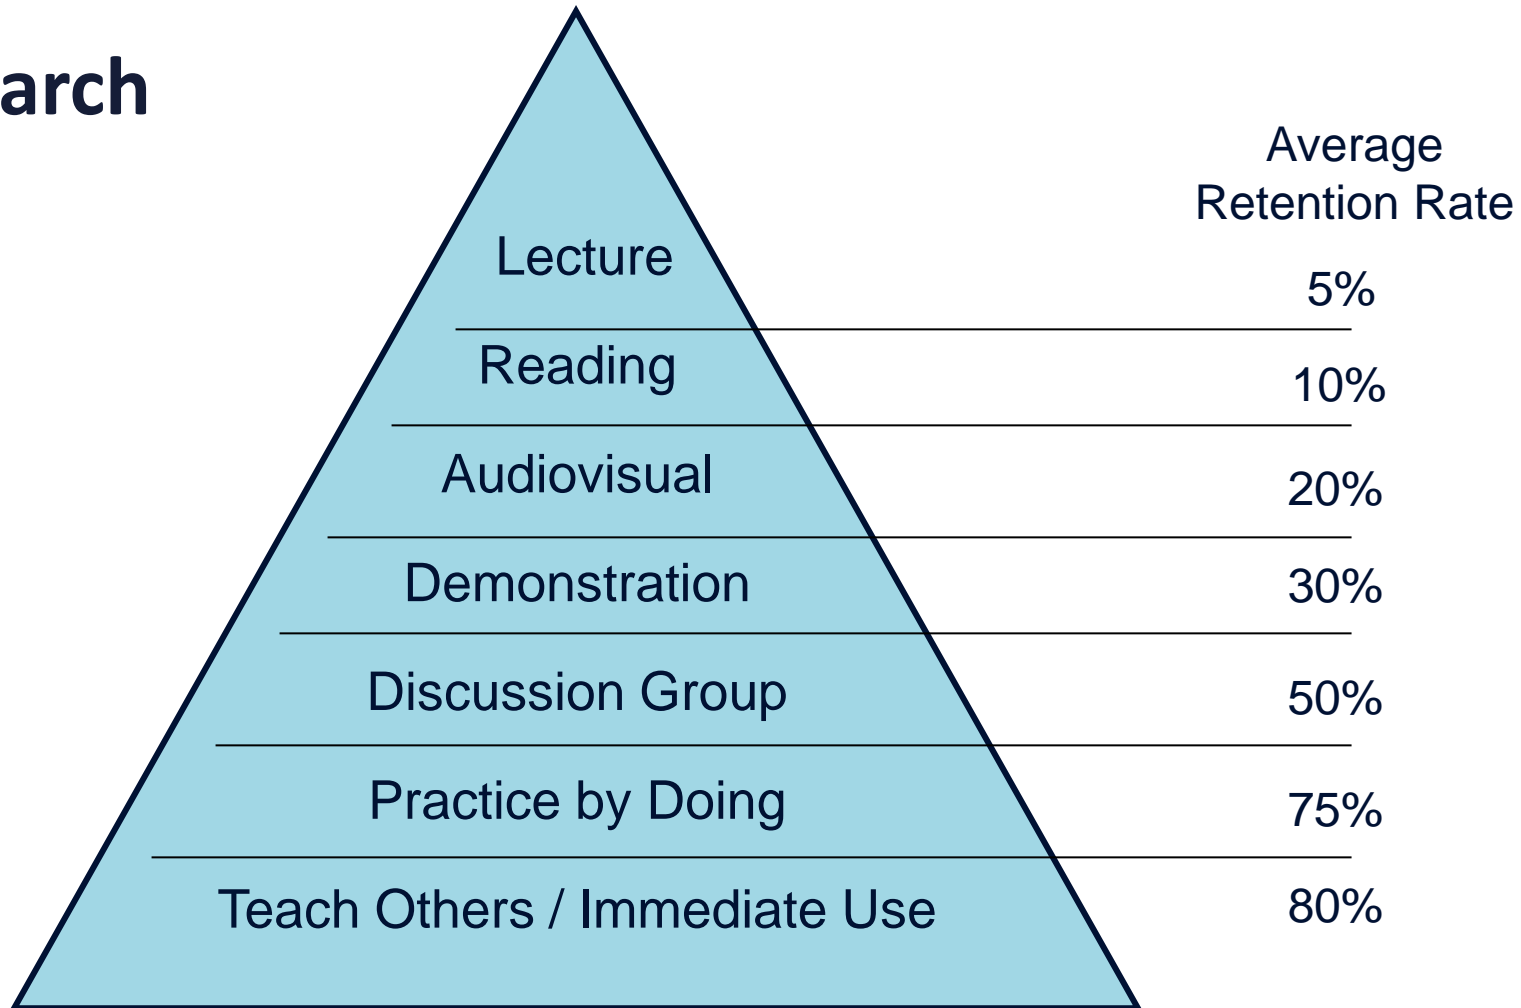 arch
Average
Retention Rate
Lecture
5%
Reading
10%
Audiovisual
20%
Demonstration
30%
Discussion Group
50%
Practice by Doing
75%
Teach Others / Immediate Use
80%